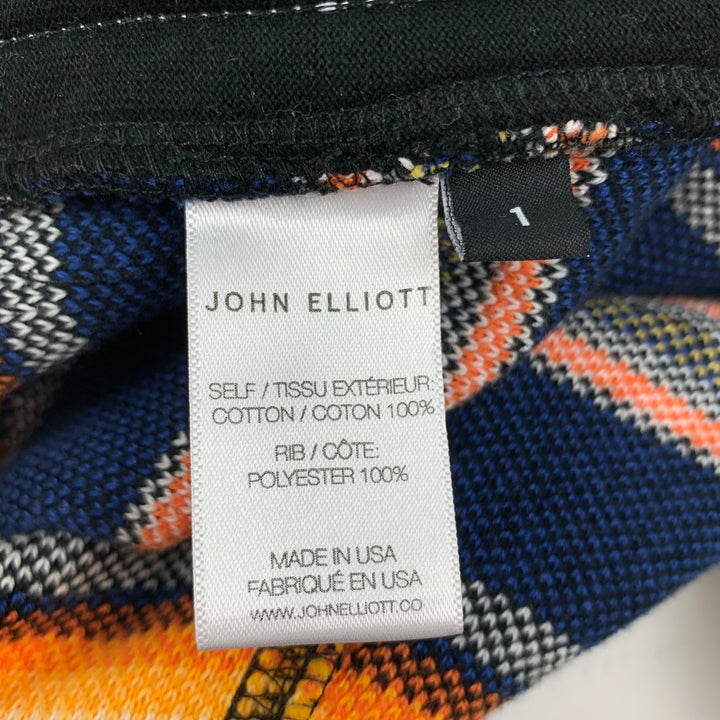 JOHN ELLIOTT
1
SELF / TISSU EXTÉRIEUR:
COTTON / COTON 100%
RIB / CÔTE:
POLYESTER 100%
MADE IN USA
FABRIQUÉ EN USA
WWW.JOHNELLIOTT.CO